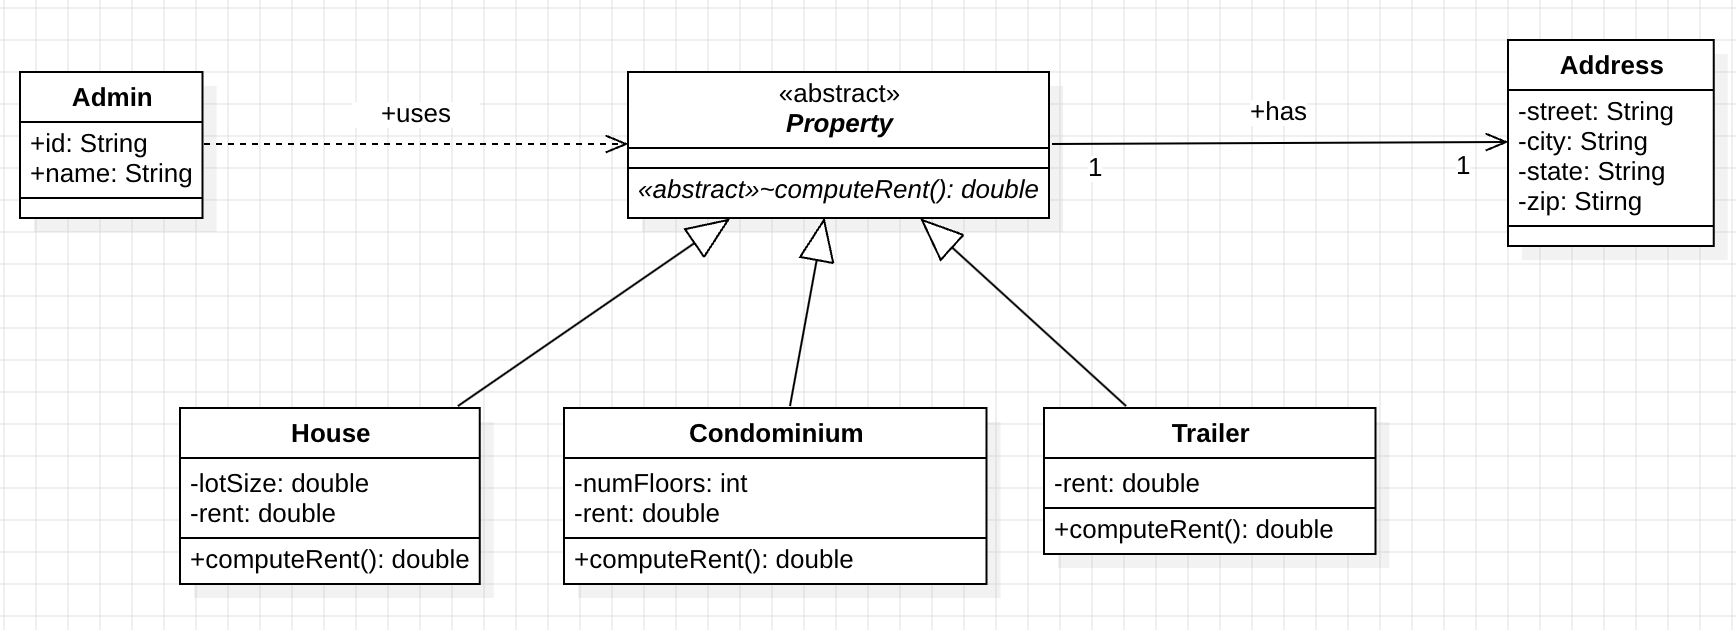 Admin
+id: String
+name: String
+uses
«abstract»
Property
«abstract»~computeRent(): double
+has
1
1
Address
-street: String
-city: String
-state: String
-zip: Stirng
House
-lotSize: double
-rent: double
+computeRent(): double
Condominium
-numFloors: int
-rent: double
+computeRent(): double
Trailer
-rent: double
+computeRent(): double